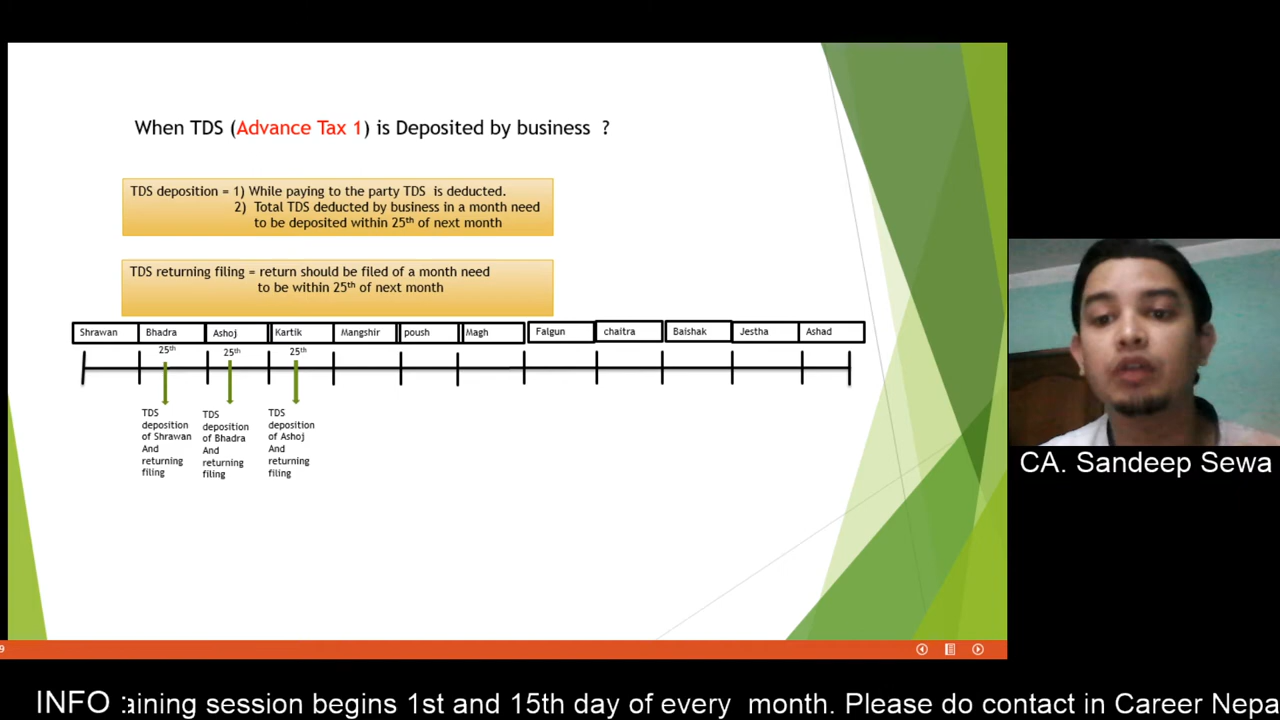 When TDS (Advance Tax 1) is Deposited by business ?
TDS deposition = 1) While paying to the party TDS is deducted.
2) Total TDS deducted by business in a month need
to be deposited within 25th of next month
TDS returning filing = return should be filed of a month need
to be within 25th of next month
Shrawan Bhadra Ashoj Kartik Mangshir poush Magh Falgun chaitra Baishak Jestha Ashad
25th 25th 25th
TDS
deposition
of Shrawan
And
returning
filing
TDS
deposition
of Bhadra
And
returning
filing
TDS
deposition
of Ashoj
And
returning
filing
CA. Sandeep Sewa
9
INFO : aining session begins 1st and 15th day of every month. Please do contact in Career Nepa